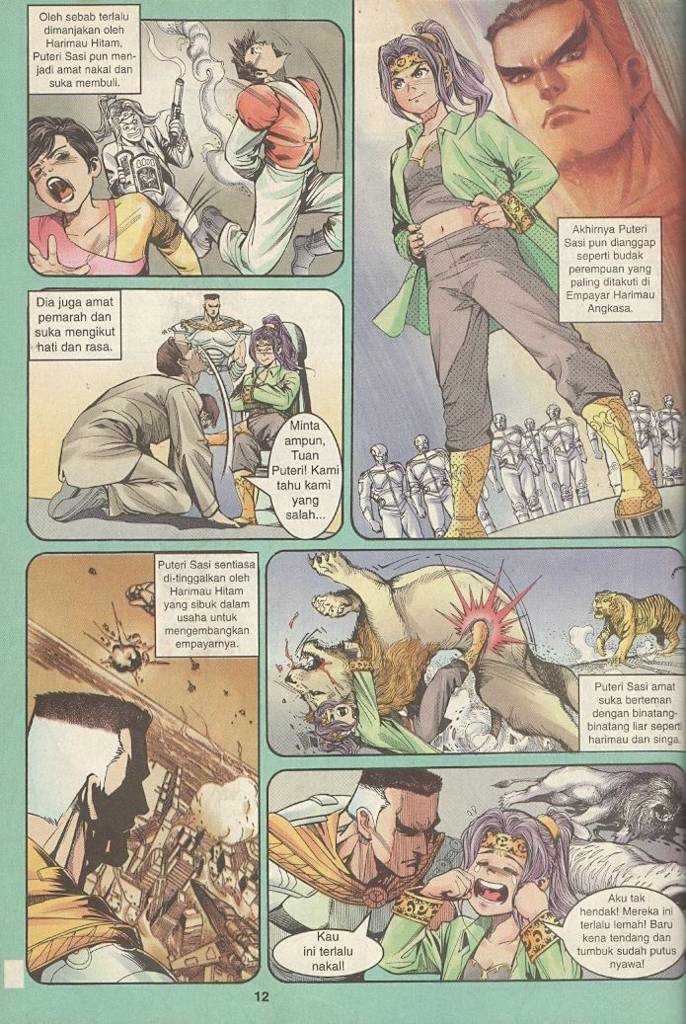 Oleh sebab terlalu
dimanjakan oleh
Harimau Hitam,
Puteri Sasi pun men-
jadi amat nakal dan
suka membuli.
Akhirnya Puteri
Sasi pun dianggap
seperti budak
perempuan yang
paling ditakuti di
Empayar Harimau
Angkasa.
Dia juga amat
pemarah dan
suka mengikut
hati dan rasa.
Minta
ampun,
Tuan
Puteri! Kami
tahu kami
yang
salah...
Puteri Sasi sentiasa
di-tinggalkan oleh
Harimau Hitam
yang sibuk dalam
usaha untuk
mengembangkan
empayarnya.
Puteri Sasi amat
suka berteman
dengan binatang-
binatang liar seperti
harimau dan singa.
Kau
ini terlalu
nakal!
Aku tak
hendak! Mereka ini
terlalu lemah! Baru
kena tendang dan
tumbuk sudah putus
nyawa!
12